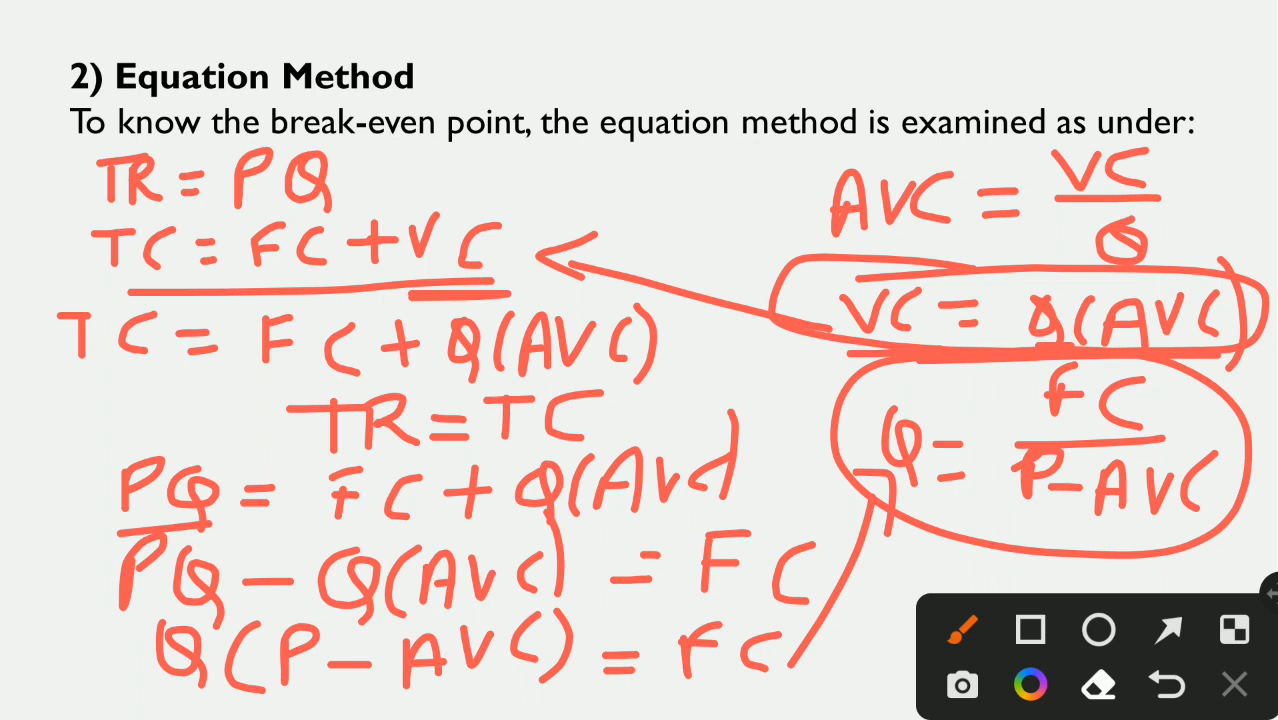 2) Equation Method
To know the break-even point, the equation method is examined as under:
TR = PQ
TC = FC + VC
TC = FC + Q(AVC)
TR = TC
PQ = FC + Q(AVC)
PQ - Q(AVC) = FC
Q(P - AVC) = FC
AVC = VC / Q
VC = Q(AVC)
Q = FC / P - AVC